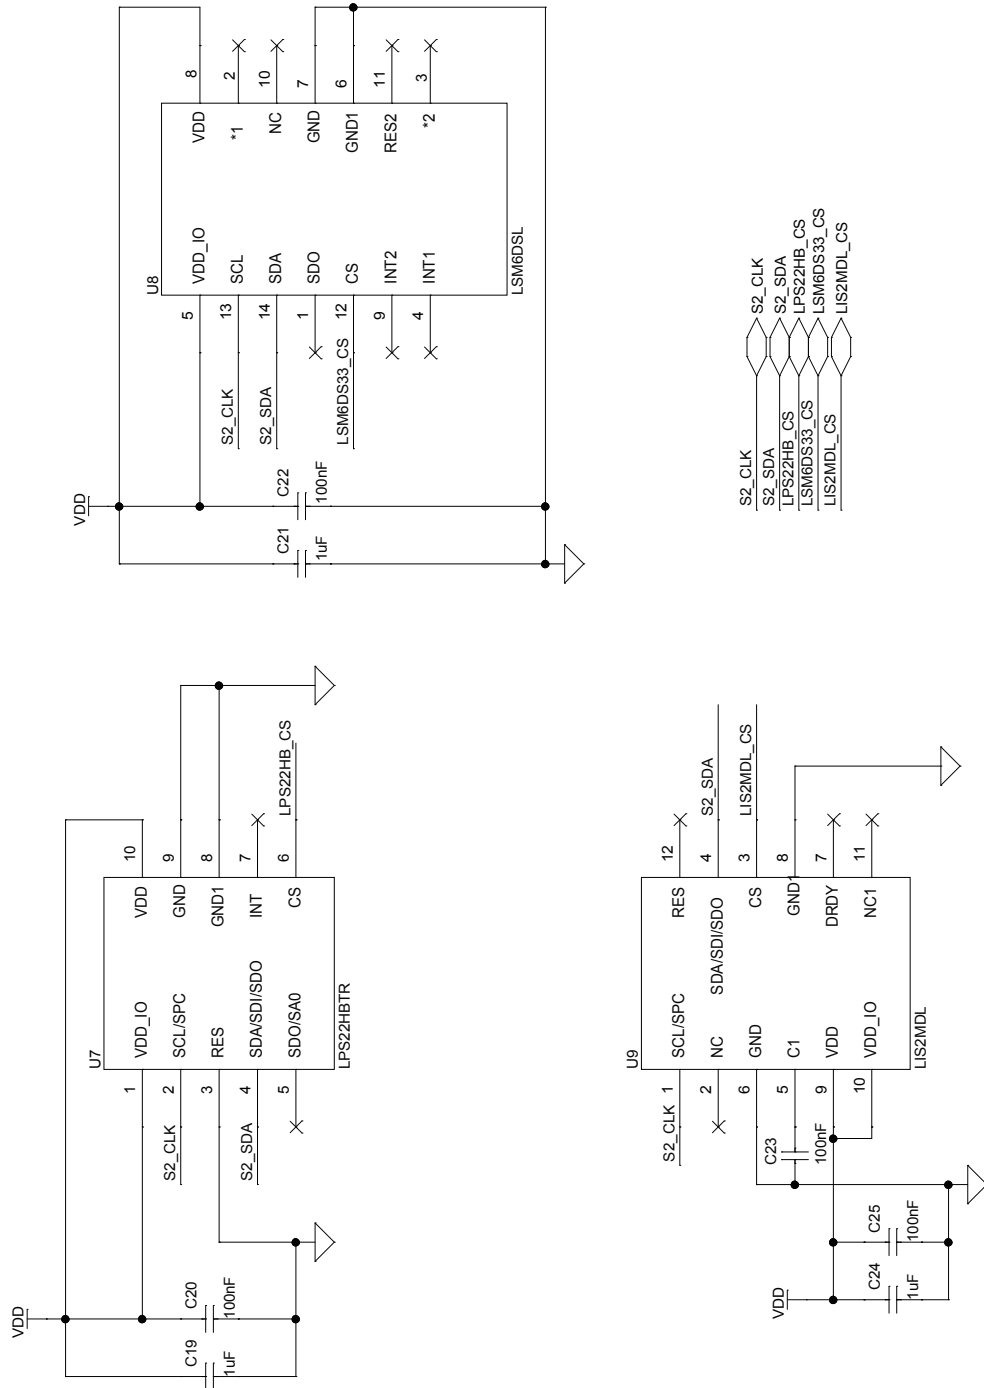 VDD
C21
1uF
C22
100nF
U8
LSM6DSL
5
VDD_IO
13
SCL
14
SDA
1
SDO
12
CS
9
INT2
4
INT1
S2_CLK
S2_SDA
LSM6DS33_CS
VDD
8
*1
2
NC
10
GND
7
GND1
6
RES2
11
*2
3
S2_CLK
S2_SDA
LPS22HB_CS
LSM6DS33_CS
LIS2MDL_CS
S2_CLK
S2_SDA
LPS22HB_CS
LSM6DS33_CS
LIS2MDL_CS
VDD
C19
1uF
C20
100nF
U7
LPS22HBTR
1
VDD_IO
2
SCL/SPC
3
RES
4
SDA/SDI/SDO
5
SDO/SA0
S2_CLK
S2_SDA
VDD
10
GND
9
GND1
8
INT
7
CS
6
LPS22HB_CS
VDD
C24
1uF
C25
100nF
C23
100nF
U9
LIS2MDL
S2_CLK
1
SCL/SPC
2
NC
6
GND
5
C1
9
VDD
10
VDD_IO
RES
12
SDA/SDI/SDO
4
CS
3
GND1
8
DRDY
7
NC1
11
S2_SDA
LIS2MDL_CS